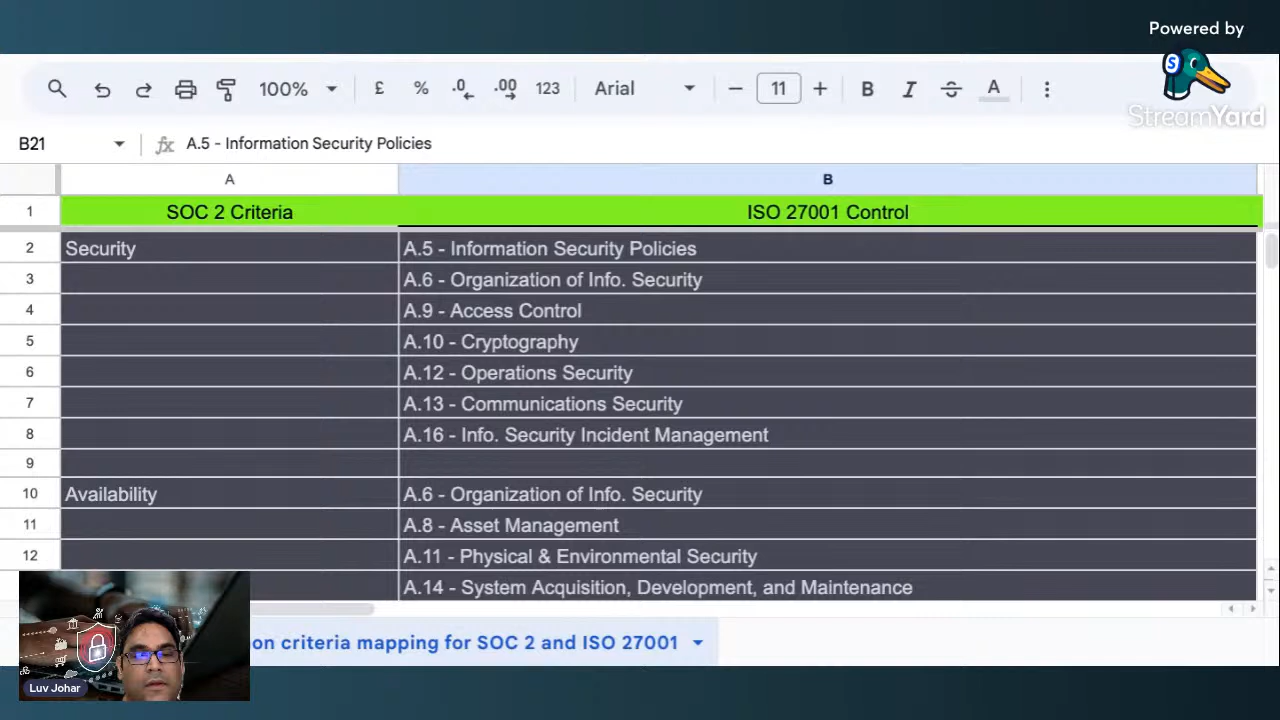 Powered by
StreamYard
100%
£
%
.0
.00
123
Arial
11
B
I
S
A
B21
fx
A.5 - Information Security Policies
A
B
1
SOC 2 Criteria
ISO 27001 Control
2
Security
A.5 - Information Security Policies
3
A.6 - Organization of Info. Security
4
A.9 - Access Control
5
A.10 - Cryptography
6
A.12 - Operations Security
7
A.13 - Communications Security
8
A.16 - Info. Security Incident Management
9
10
Availability
A.6 - Organization of Info. Security
11
A.8 - Asset Management
12
A.11 - Physical & Environmental Security
A.14 - System Acquisition, Development, and Maintenance
on criteria mapping for SOC 2 and ISO 27001
Luv Johar